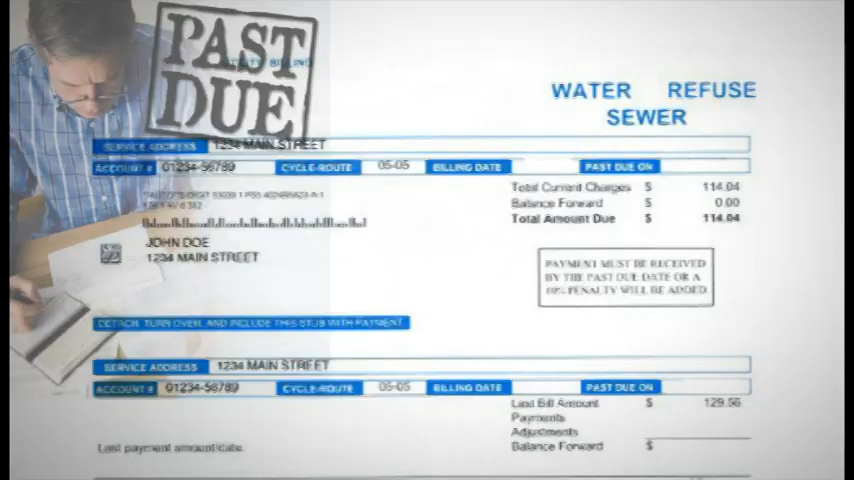 PAST
DUE
UTILITY BILLING
WATER REFUSE
SEWER
SERVICE ADDRESS 1234 MAIN STREET
ACCOUNT # 01234-56789 CYCLE-ROUTE 05-05 BILLING DATE PAST DUE ON
Total Current Charges $ 114.04
Balance Forward $ 0.00
Total Amount Due $ 114.04
JOHN DOE
1234 MAIN STREET
PAYMENT MUST BE RECEIVED
BY THE PAST DUE DATE OR A
10% PENALTY WILL BE ADDED
DETACH, TURN OVER, AND INCLUDE THIS STUB WITH PAYMENT.
SERVICE ADDRESS 1234 MAIN STREET
ACCOUNT # 01234-56789 CYCLE-ROUTE 05-05 BILLING DATE PAST DUE ON
Last Bill Amount $ 129.56
Payments
Adjustments
Last payment amount/date. Balance Forward $